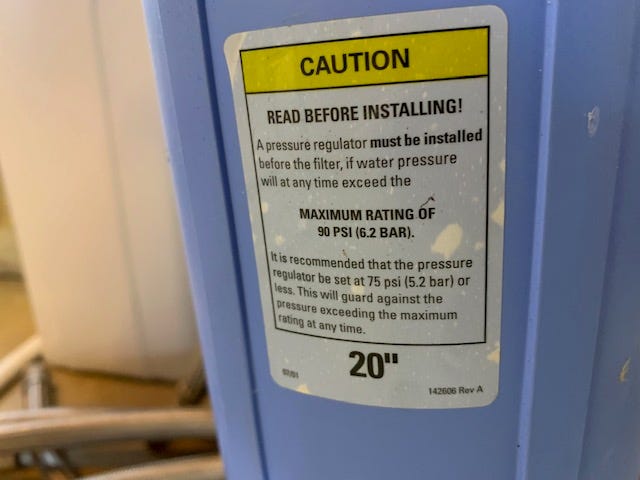 CAUTION
READ BEFORE INSTALLING!
A pressure regulator must be installed
before the filter, if water pressure
will at any time exceed the
MAXIMUM RATING OF
90 PSI (6.2 BAR).
It is recommended that the pressure
regulator be set at 75 psi (5.2 bar) or
less. This will guard against the
pressure exceeding the maximum
rating at any time.
20"
07/01
142606 Rev A